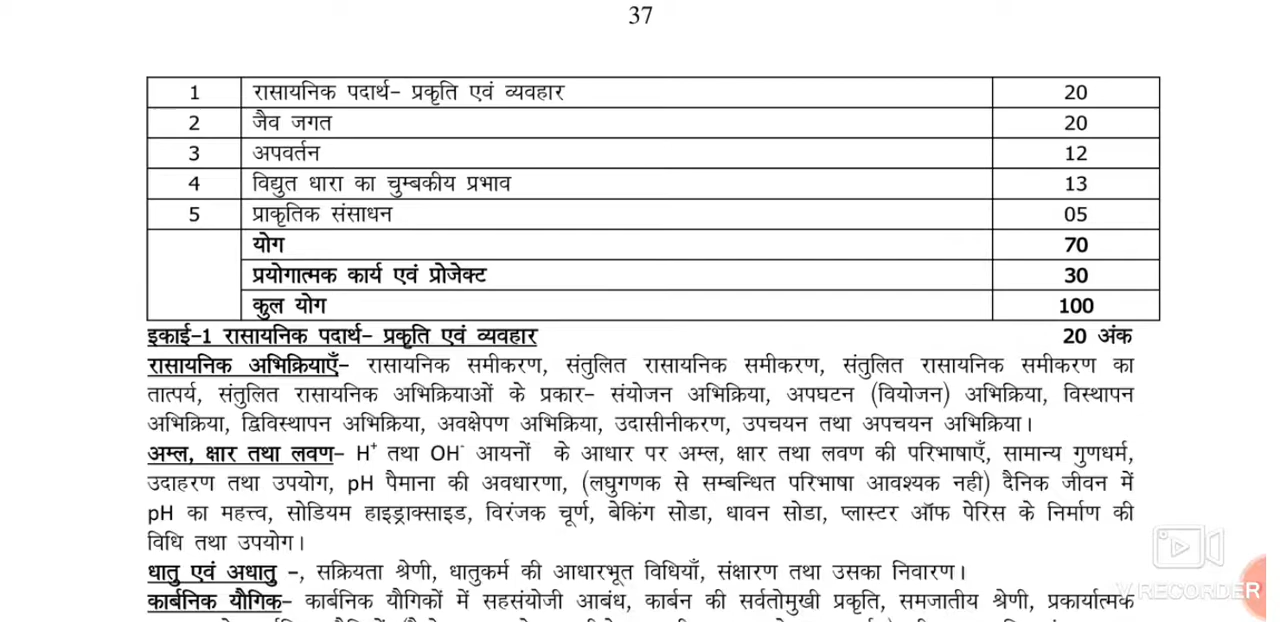 37
1 रासायनिक पदार्थ- प्रकृति एवं व्यवहार 20
2 जैव जगत 20
3 अपवर्तन 12
4 विद्युत धारा का चुम्बकीय प्रभाव 13
5 प्राकृतिक संसाधन 05
योग 70
प्रयोगात्मक कार्य एवं प्रोजेक्ट 30
कुल योग 100
इकाई-1 रासायनिक पदार्थ- प्रकृति एवं व्यवहार 20 अंक
रासायनिक अभिक्रियाएँ- रासायनिक समीकरण, संतुलित रासायनिक समीकरण, संतुलित रासायनिक समीकरण का
तात्पर्य, संतुलित रासायनिक अभिक्रियाओं के प्रकार- संयोजन अभिक्रिया, अपघटन (वियोजन) अभिक्रिया, विस्थापन
अभिक्रिया, द्विविस्थापन अभिक्रिया, अवक्षेपण अभिक्रिया, उदासीनीकरण, उपचयन तथा अपचयन अभिक्रिया।
अम्ल, क्षार तथा लवण- H⁺ तथा OH⁻ आयनों के आधार पर अम्ल, क्षार तथा लवण की परिभाषाएँ, सामान्य गुणधर्म,
उदाहरण तथा उपयोग, pH पैमाना की अवधारणा, (लघुगणक से सम्बन्धित परिभाषा आवश्यक नही) दैनिक जीवन में
pH का महत्त्व, सोडियम हाइड्राक्साइड, विरंजक चूर्ण, बेकिंग सोडा, धावन सोडा, प्लास्टर ऑफ पेरिस के निर्माण की
विधि तथा उपयोग।
धातु एवं अधातु -, सक्रियता श्रेणी, धातुकर्म की आधारभूत विधियाँ, संक्षारण तथा उसका निवारण।
कार्बनिक यौगिक- कार्बनिक यौगिकों में सहसंयोजी आबंध, कार्बन की सर्वतोमुखी प्रकृति, समजातीय श्रेणी, प्रकार्यात्मक
V RECORDER